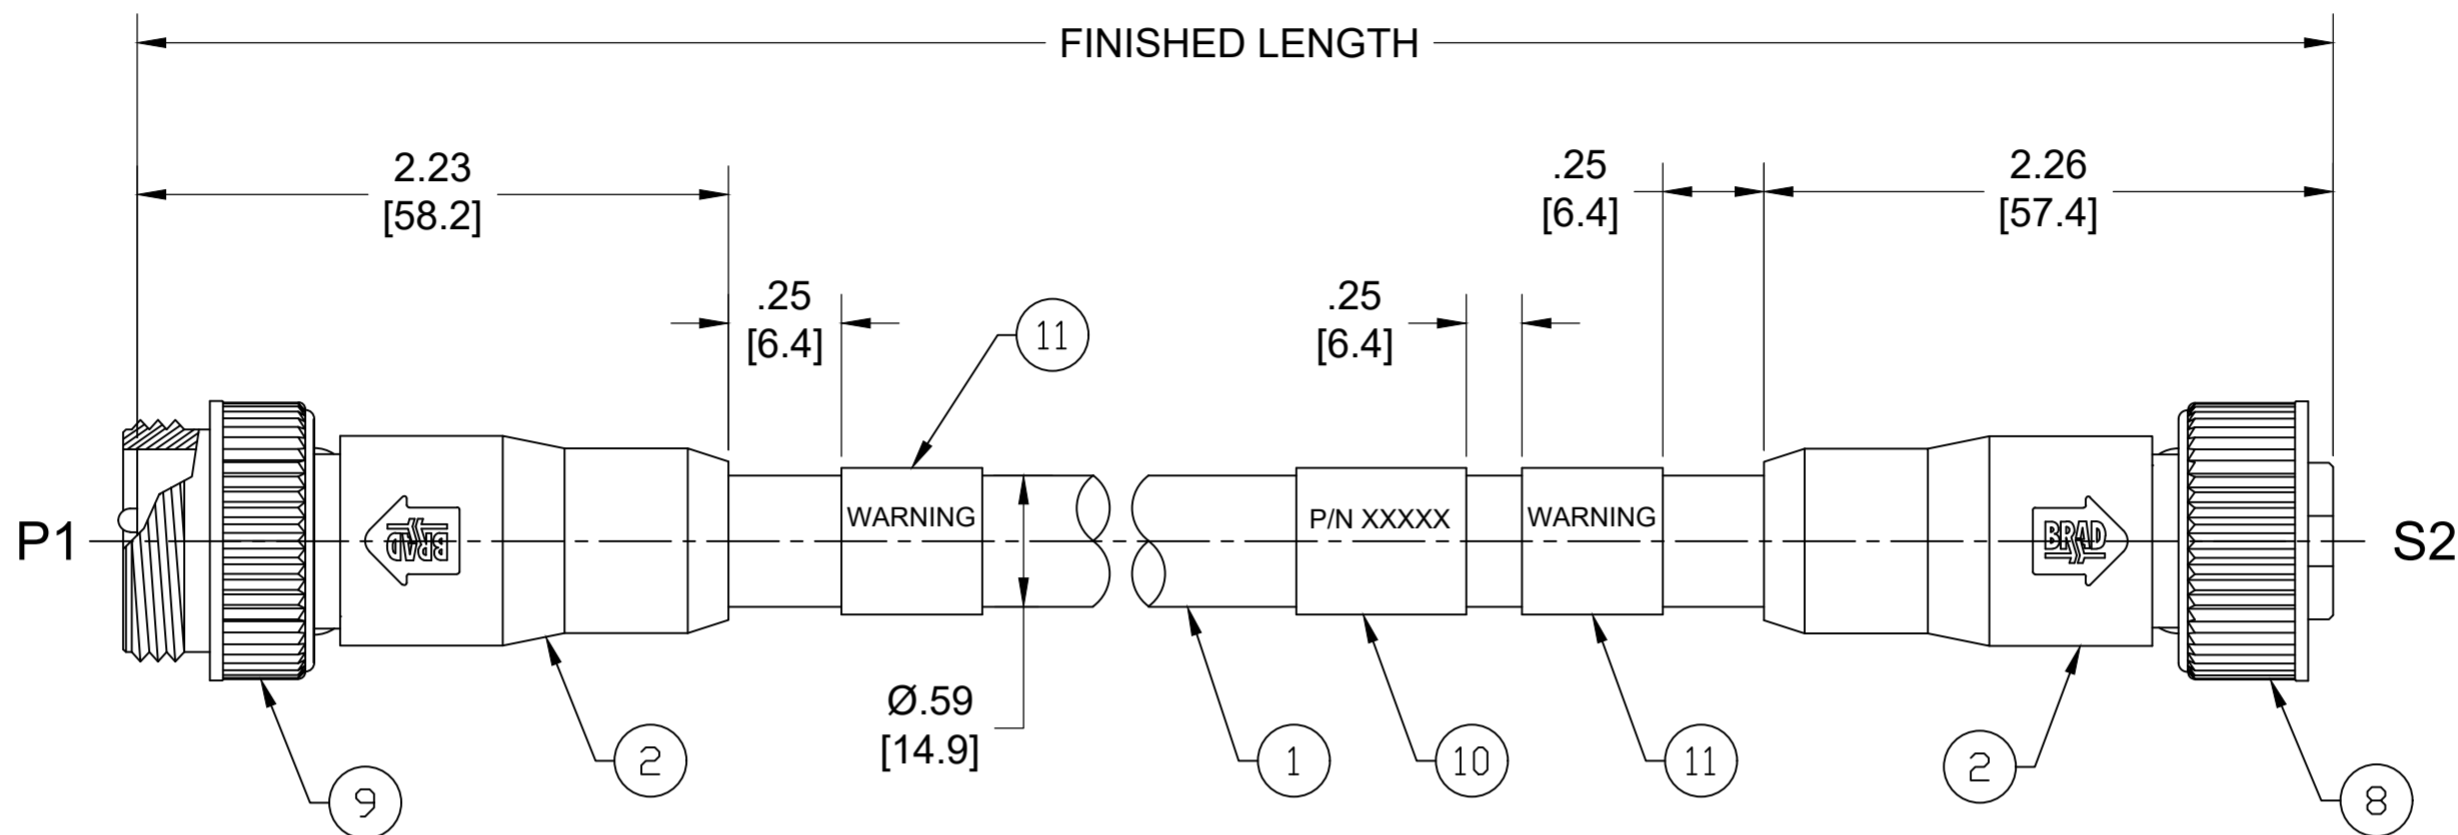 FINISHED LENGTH
2.23
[58.2]
.25
[6.4]
2.26
[57.4]
.25
[6.4]
.25
[6.4]
11
P1
BRAD
WARNING
P/N XXXXX
WARNING
BRAD
S2
Ø.59
[14.9]
9
2
1
10
11
2
8